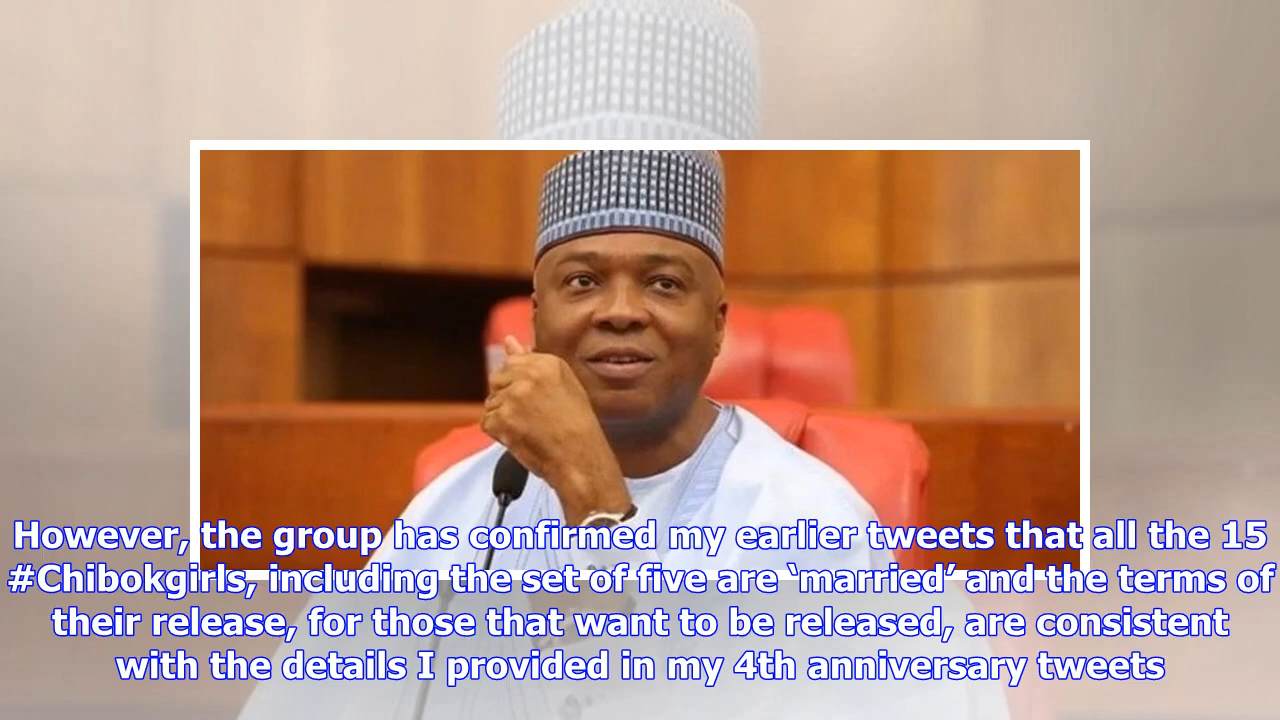 However, the group has confirmed my earlier tweets that all the 15
#Chibokgirls, including the set of five are ‘married’ and the terms of
their release, for those that want to be released, are consistent
with the details I provided in my 4th anniversary tweets